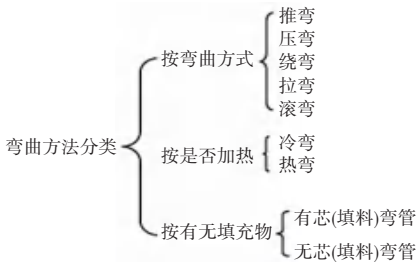 弯曲方法分类
按弯曲方式
推弯
压弯
绕弯
拉弯
滚弯
按是否加热
冷弯
热弯
按有无填充物
有芯(填料)弯管
无芯(填料)弯管